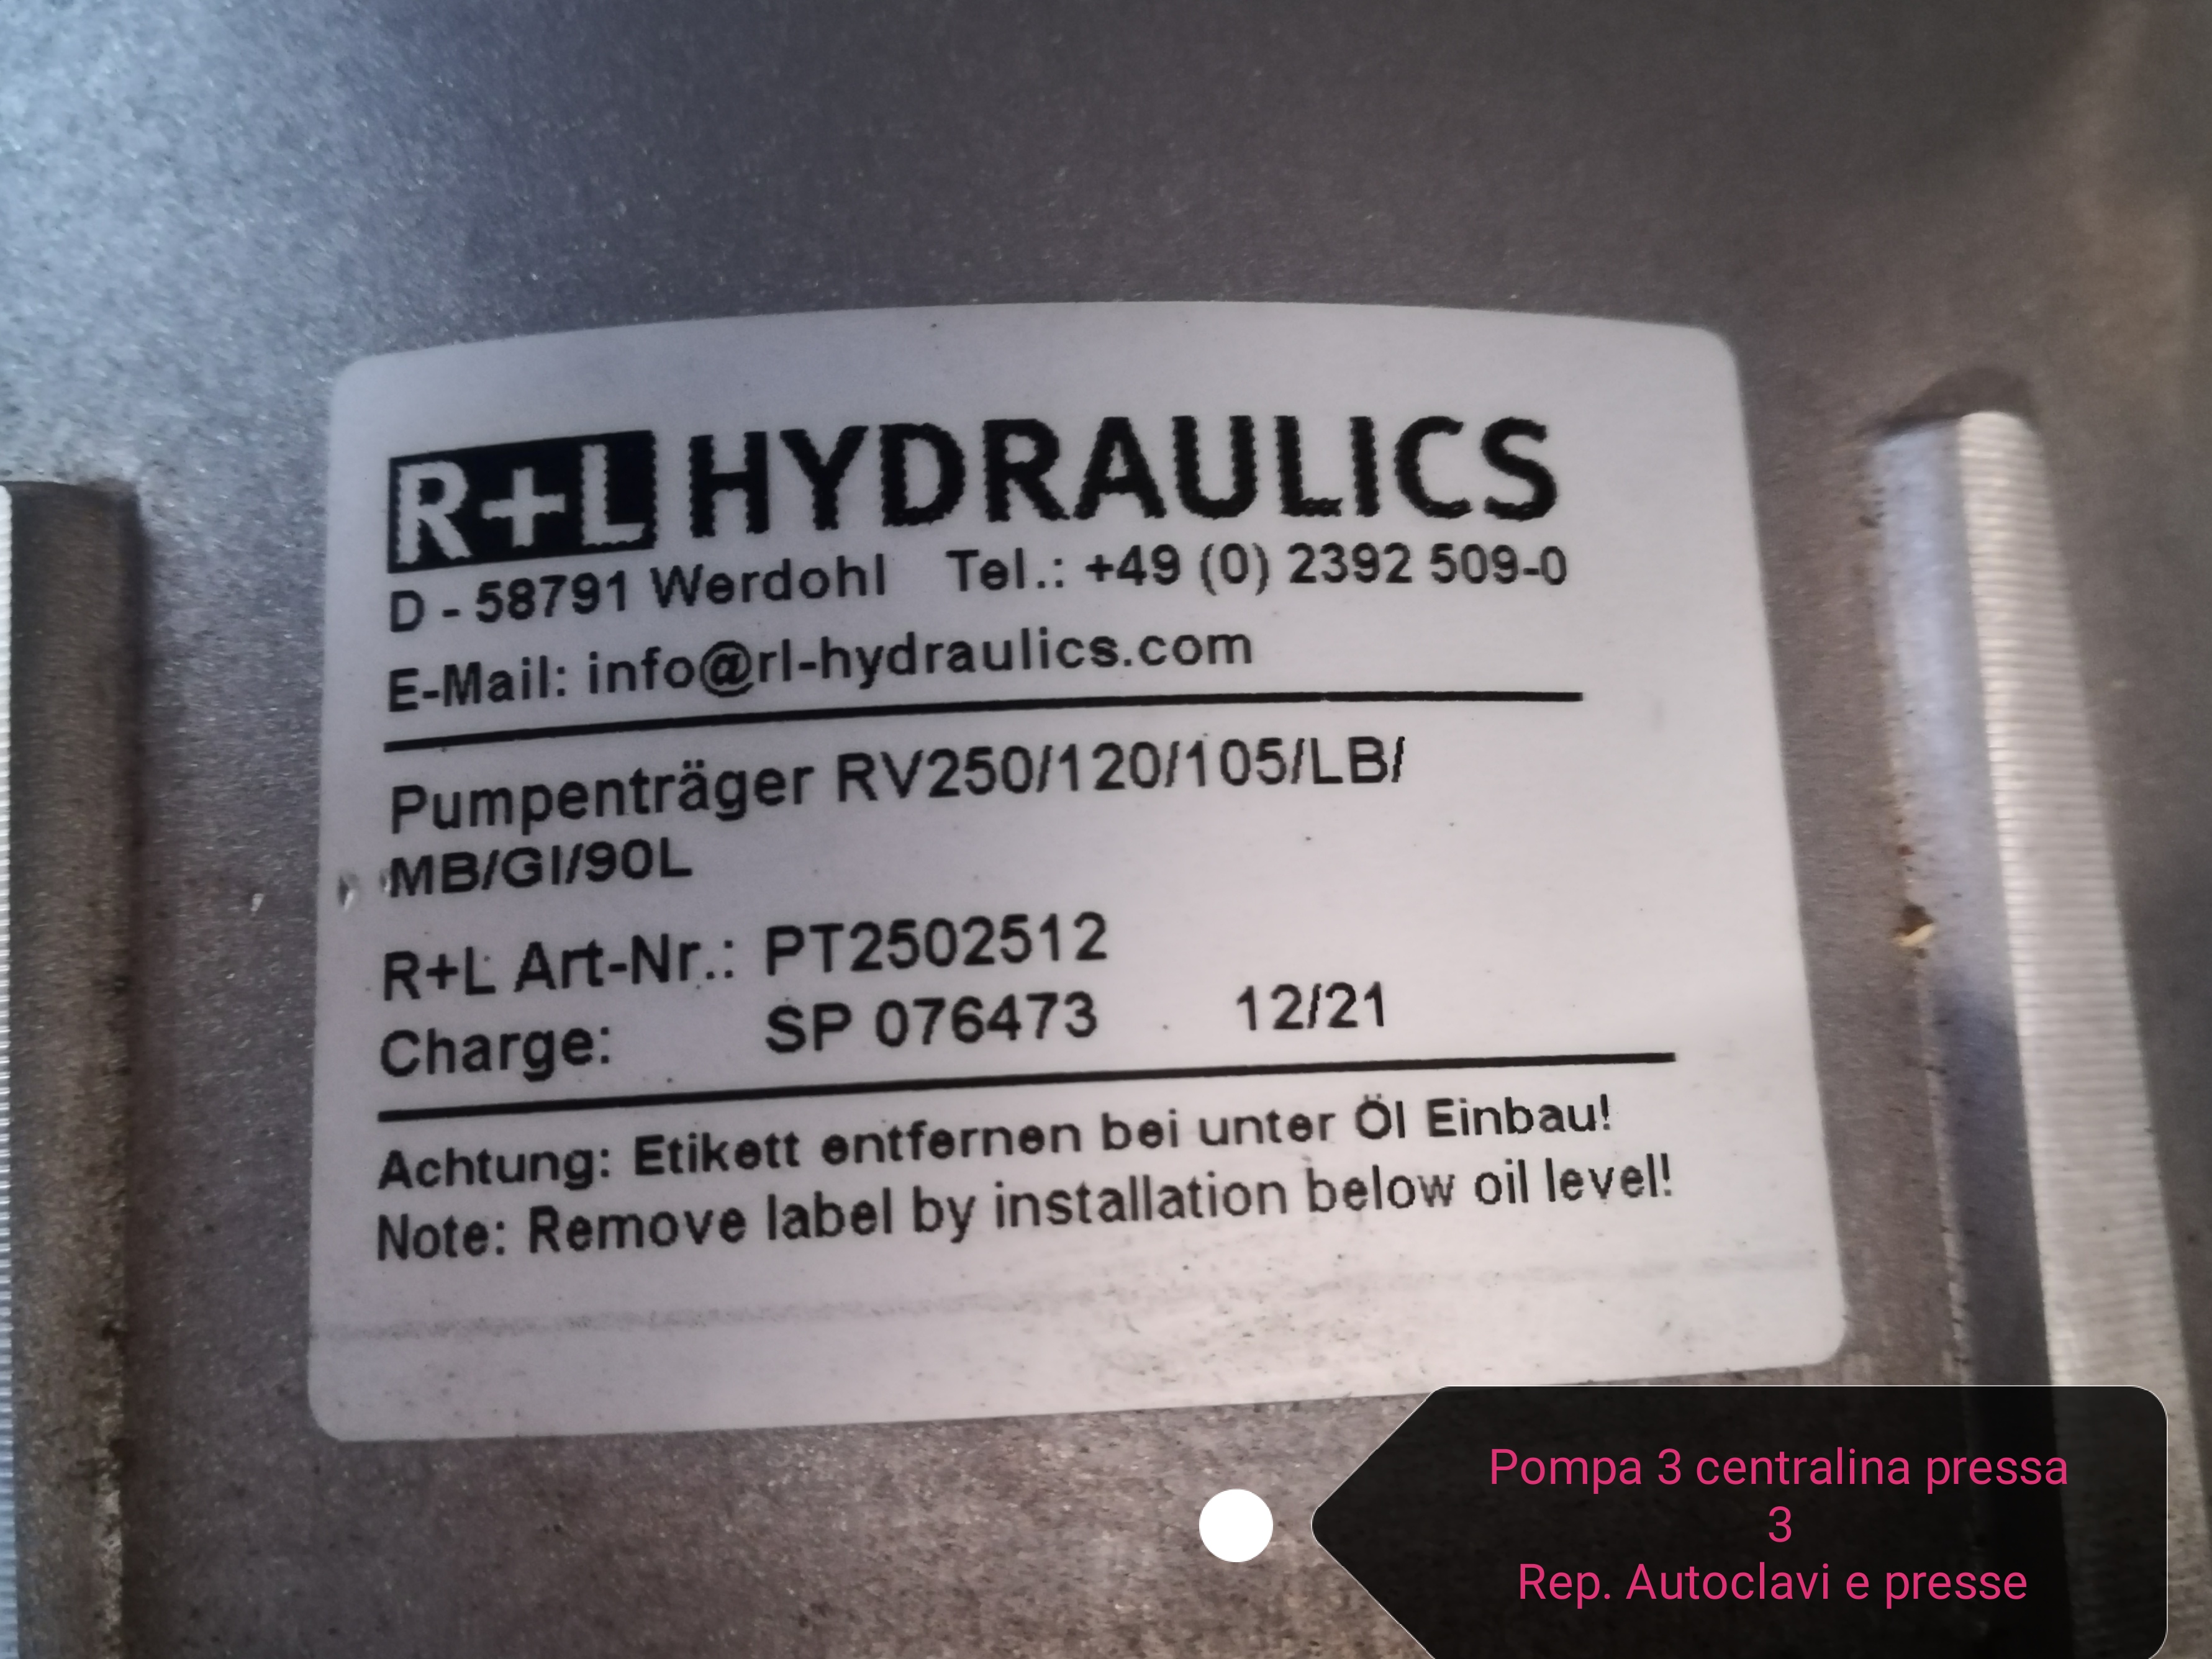 R+L HYDRAULICS
D - 58791 Werdohl Tel.: +49 (0) 2392 509-0
E-Mail: info@rl-hydraulics.com
Pumpenträger RV250/120/105/LB/
MB/GI/90L
R+L Art-Nr.: PT2502512
Charge: SP 076473 12/21
Achtung: Etikett entfernen bei unter Öl Einbau!
Note: Remove label by installation below oil level!
Pompa 3 centralina pressa
3
Rep. Autoclavi e presse